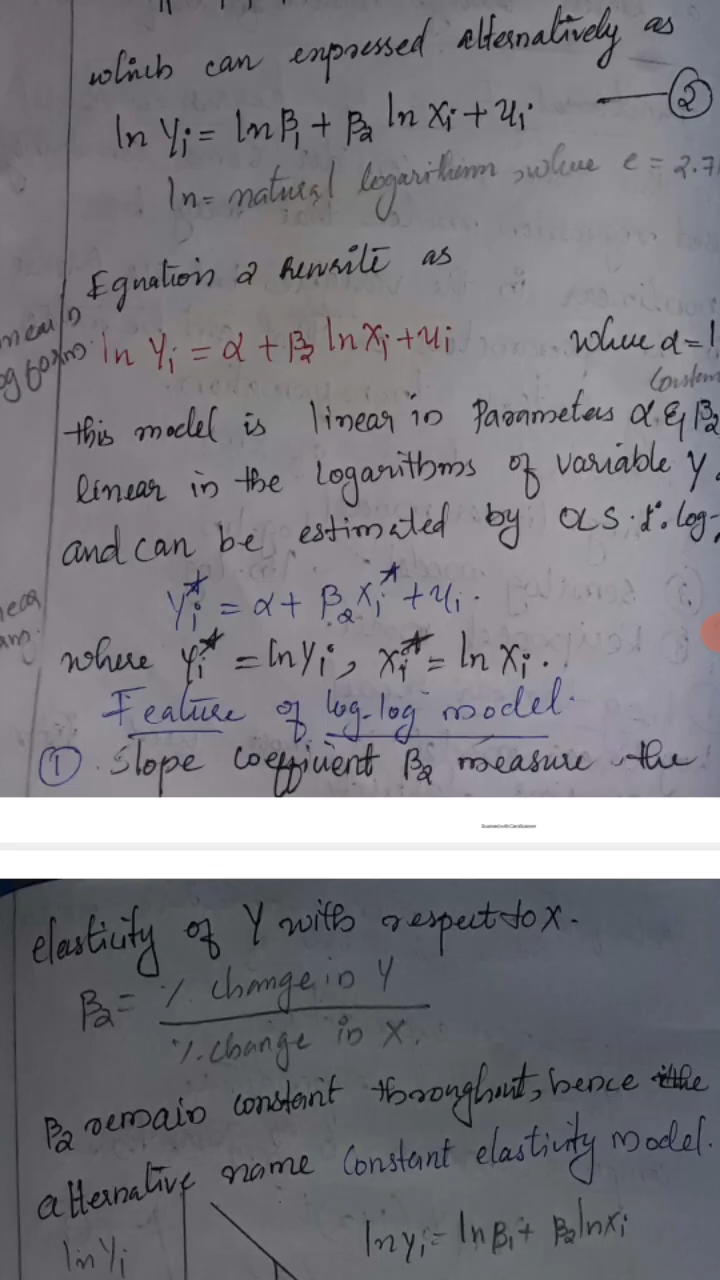 which can expressed alternatively as
ln Yi = lnβ1 + β2 ln Xi + ui — ②
ln = natural logarithm, where e = 2.7
Equation 2 rewrite as
ln Yi = α + β2 ln Xi + ui where α = l
this model is linear in Parameters α & β2
linear in the Logarithms of variable Y
and can be estimated by OLS. log-
Yi* = α + β2 Xi* + ui.
where Yi* = ln Yi, Xi* = ln Xi.
Feature of log-log model.
① Slope coefficient β2 measure the
Scanned with CamScanner
elasticity of Y with respect to X.
β2 = % change in Y
% change in X.
β2 remain constant throughout, hence the
alternative name constant elasticity model.
ln Yi
ln Yi = ln β1 + β2 ln Xi